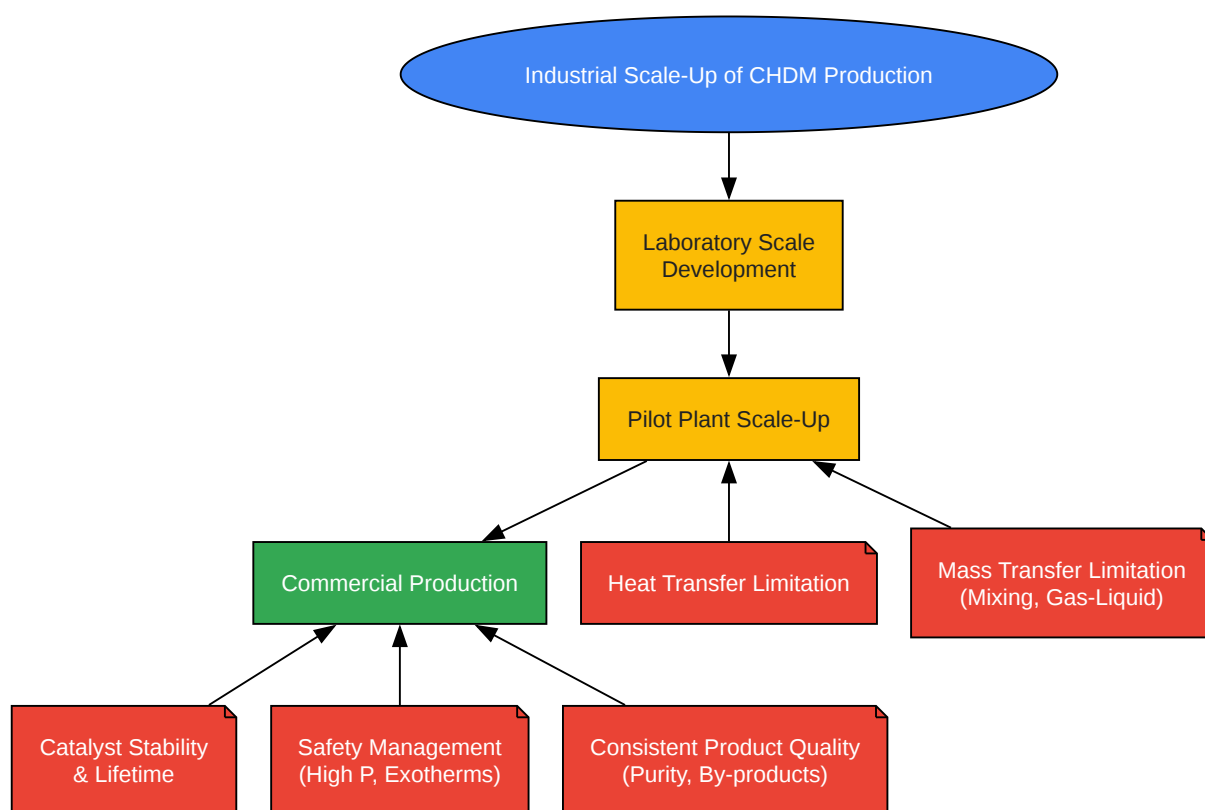 Industrial Scale-Up of CHDM Production
Laboratory Scale
Development
Pilot Plant Scale-Up
Commercial Production
Heat Transfer Limitation
Mass Transfer Limitation
(Mixing, Gas-Liquid)
Catalyst Stability
& Lifetime
Safety Management
(High P, Exotherms)
Consistent Product Quality
(Purity, By-products)